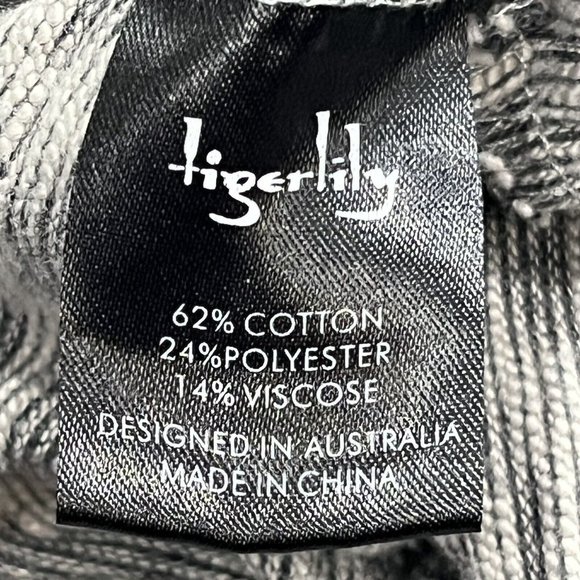 tigerlily
62% COTTON
24%POLYESTER
14% VISCOSE
DESIGNED IN AUSTRALIA
MADE IN CHINA